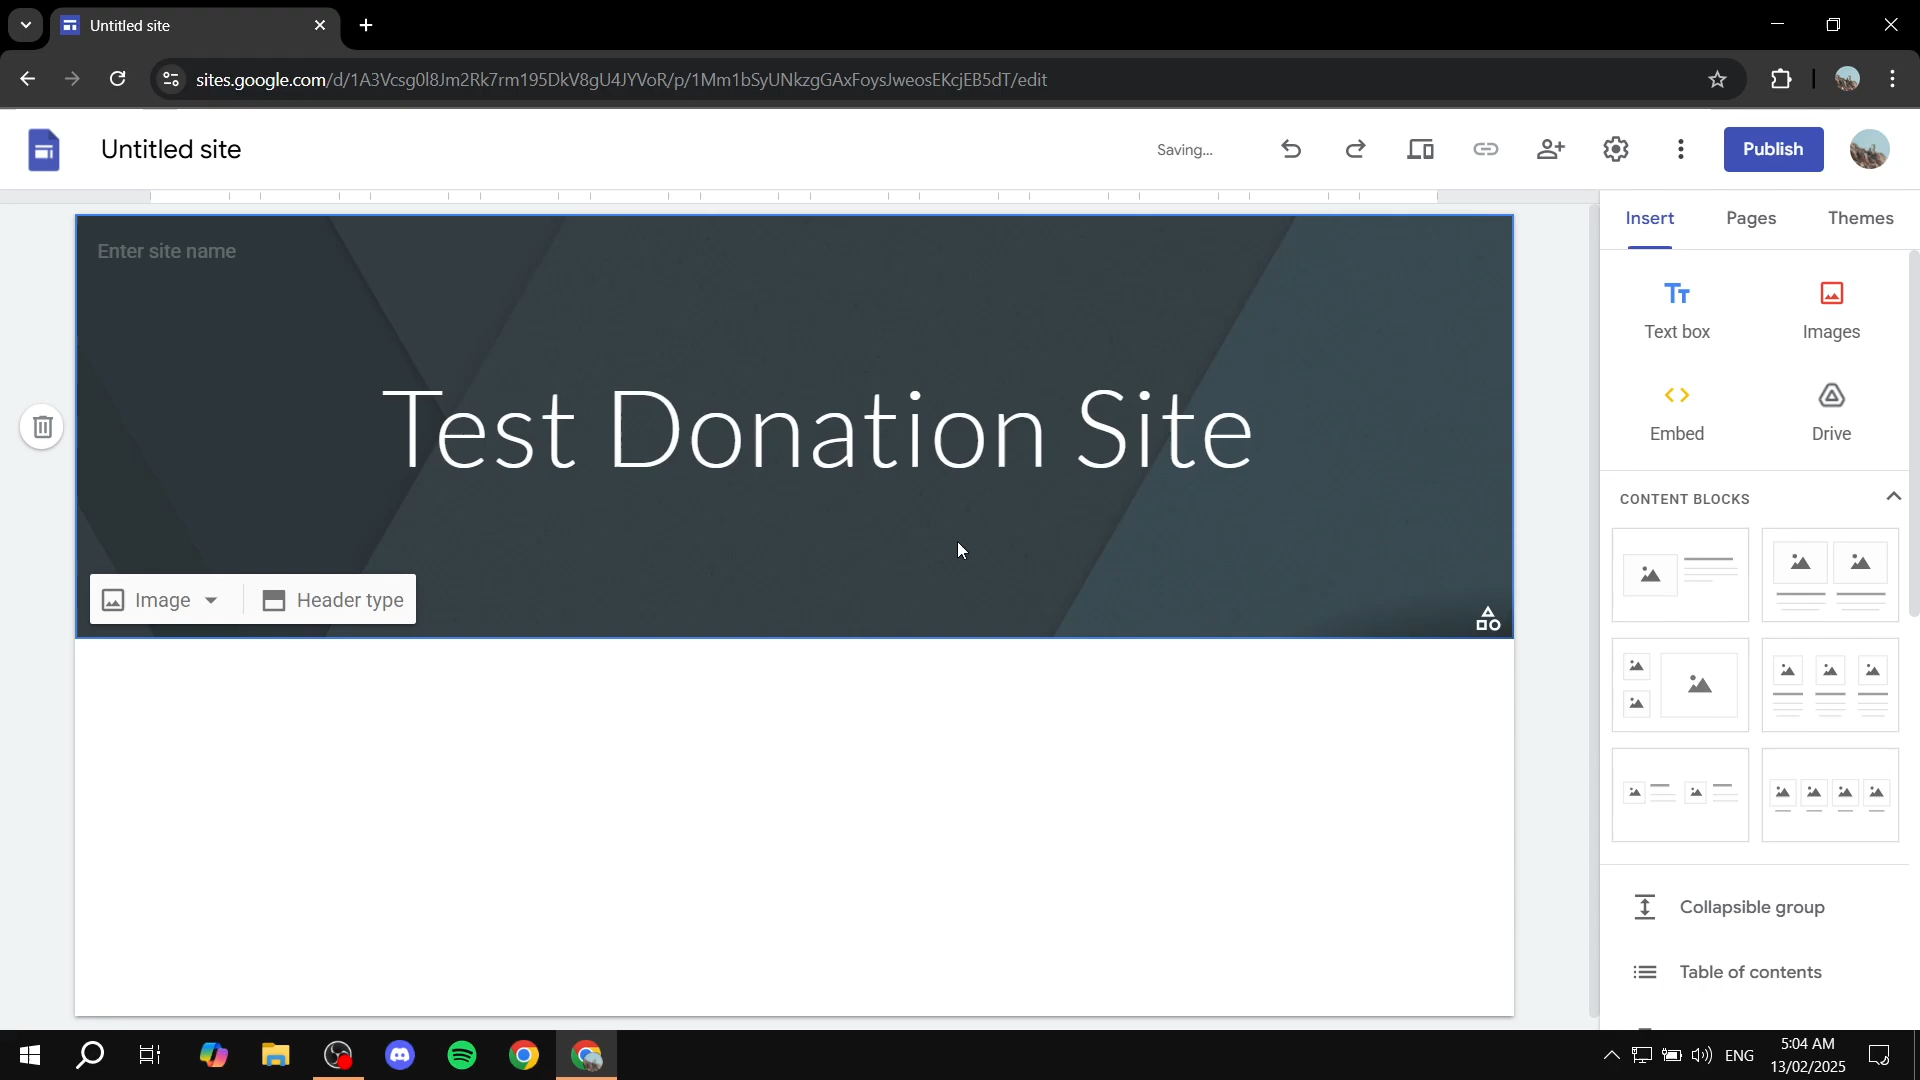 Untitled site
sites.google.com/d/1A3Vcsg0l8Jm2Rk7rm195DkV8gU4JYVoR/p/1Mm1bSyUNkzgGAxFoysJweosEKcjEB5dT/edit
Untitled site
Saving...
Publish
Insert
Pages
Themes
Enter site name
Test Donation Site
Image
Header type
Text box
Images
Embed
Drive
CONTENT BLOCKS
Collapsible group
Table of contents
ENG
5:04 AM
13/02/2025